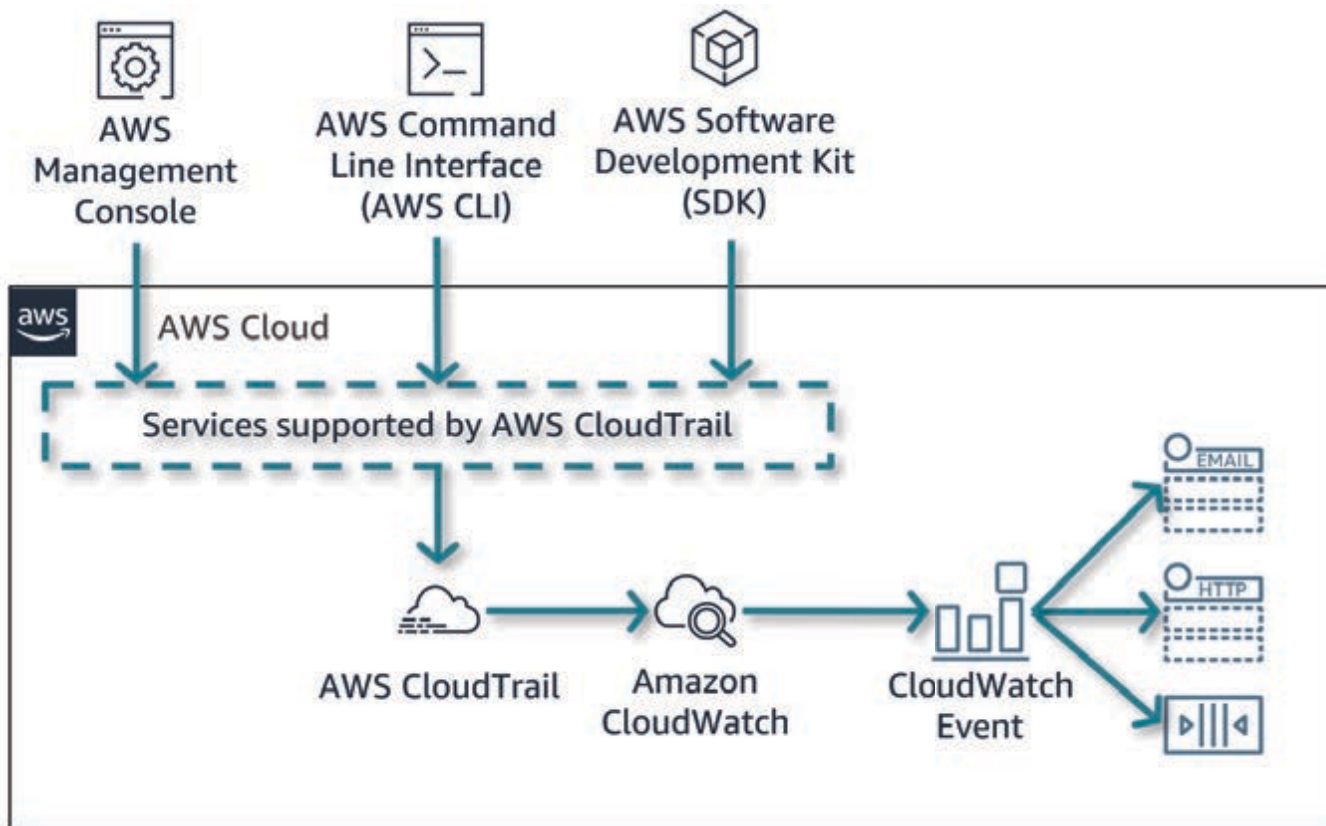 AWS
Management
Console
AWS Command
Line Interface
(AWS CLI)
AWS Software
Development Kit
(SDK)
aws
AWS Cloud
Services supported by AWS CloudTrail
EMAIL
HTTP
AWS CloudTrail
Amazon
CloudWatch
CloudWatch
Event